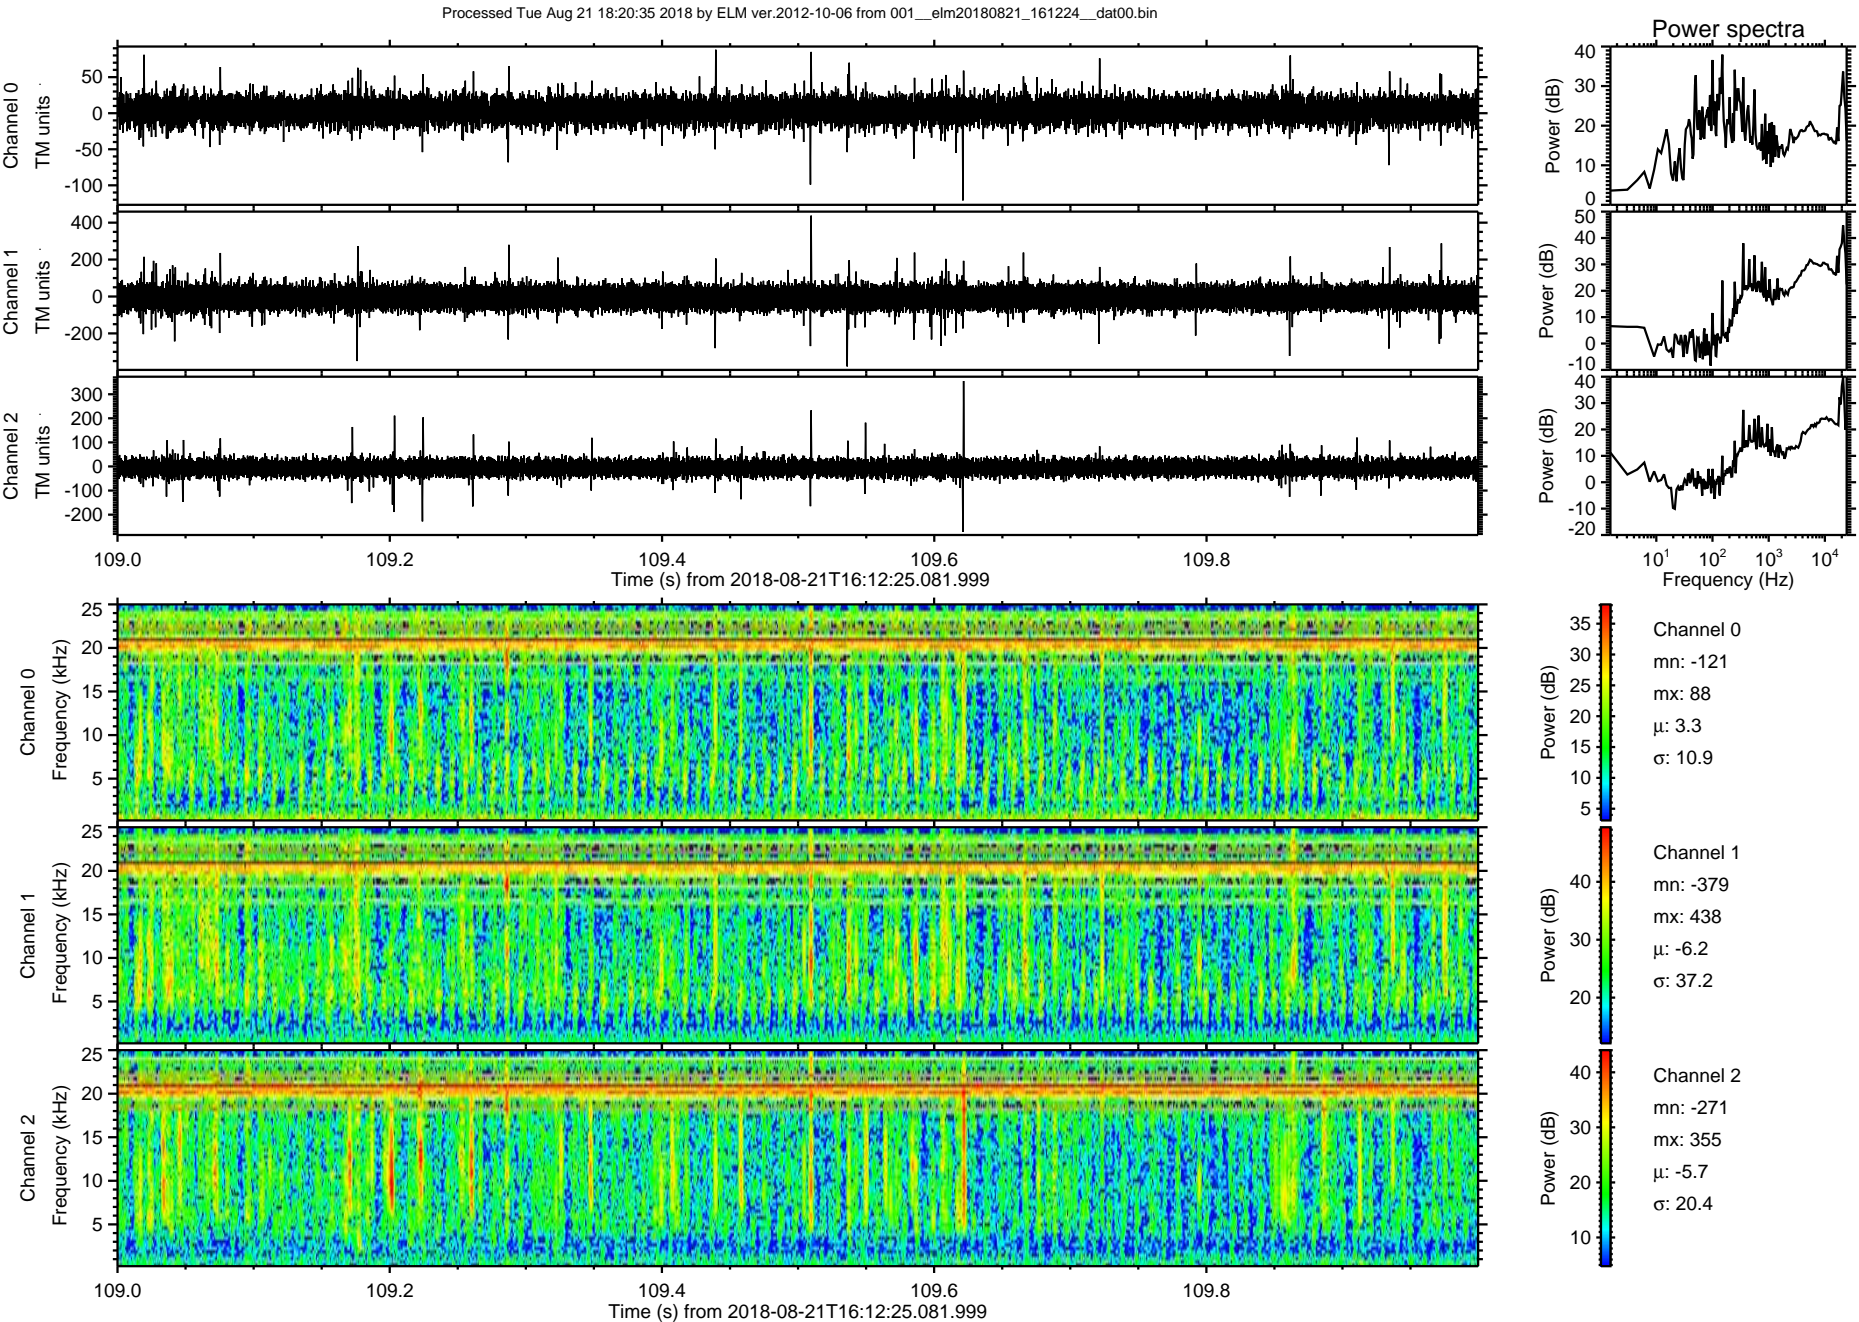 Processed Tue Aug 21 18:20:35 2018 by ELM ver.2012-10-06 from 001__elm20180821_161224__dat00.bin
Power spectra
Channel 0
TM units
50
0
-50
-100
Power (dB)
40
30
20
10
0
Channel 1
TM units
400
200
0
-200
Power (dB)
50
40
30
20
10
0
-10
Channel 2
TM units
300
200
100
0
-100
-200
Power (dB)
40
30
20
10
0
-10
-20
109.0 109.2 109.4 109.6 109.8
Time (s) from 2018-08-21T16:12:25.081.999
10^1 10^2 10^3 10^4
Frequency (Hz)
Channel 0
Frequency (kHz)
25
20
15
10
5
Power (dB)
35
30
25
20
15
10
5
Channel 0
mn: -121
mx: 88
μ: 3.3
σ: 10.9
Channel 1
Frequency (kHz)
25
20
15
10
5
Power (dB)
40
30
20
Channel 1
mn: -379
mx: 438
μ: -6.2
σ: 37.2
Channel 2
Frequency (kHz)
25
20
15
10
5
Power (dB)
40
30
20
10
Channel 2
mn: -271
mx: 355
μ: -5.7
σ: 20.4
109.0 109.2 109.4 109.6 109.8
Time (s) from 2018-08-21T16:12:25.081.999